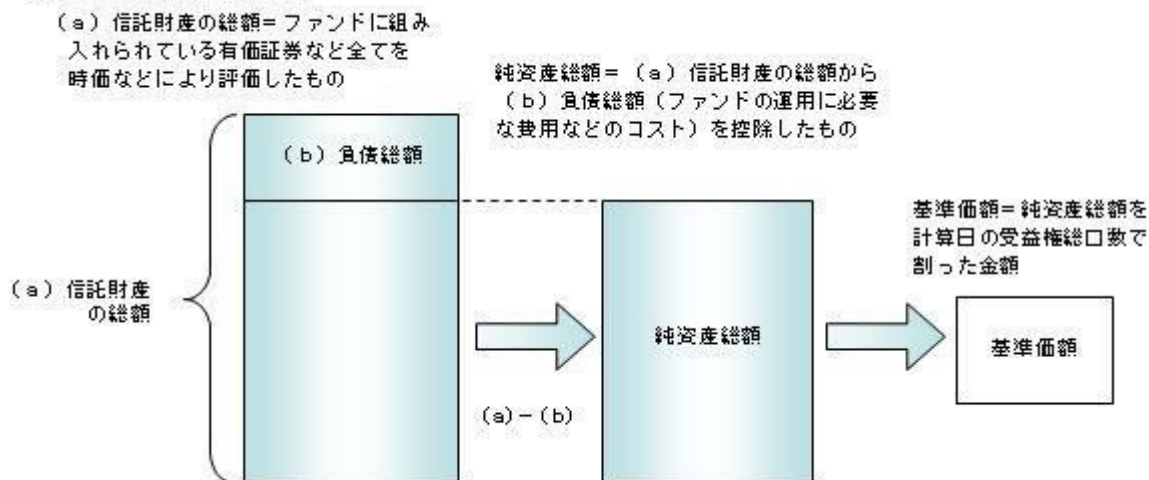 （a）信託財産の総額＝ファンドに組み
入れられている有価証券など全てを
時価などにより評価したもの
純資産総額＝（a）信託財産の総額から
（b）負債総額（ファンドの運用に必要
な費用などのコスト）を控除したもの
（b）負債総額
基準価額＝純資産総額を
計算日の受益権総口数で
割った金額
（a）信託財産
の総額
純資産総額
基準価額
(a)－(b)